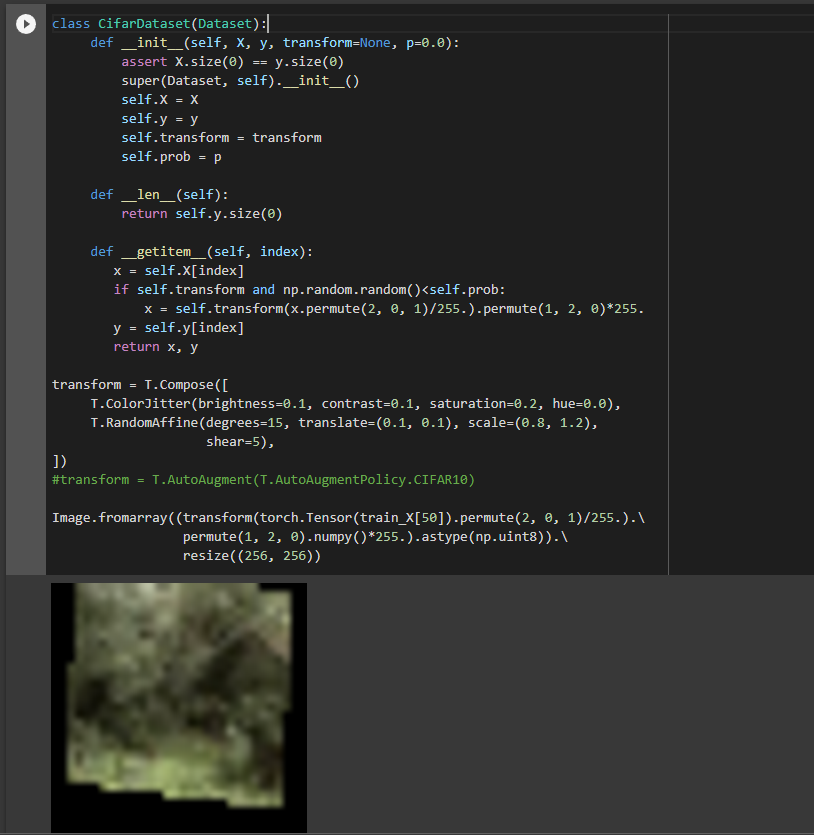 class CifarDataset(Dataset):
    def __init__(self, X, y, transform=None, p=0.0):
        assert X.size(0) == y.size(0)
        super(Dataset, self).__init__()
        self.X = X
        self.y = y
        self.transform = transform
        self.prob = p
    def __len__(self):
        return self.y.size(0)
    def __getitem__(self, index):
       x = self.X[index]
       if self.transform and np.random.random()<self.prob:
           x = self.transform(x.permute(2, 0, 1)/255.).permute(1, 2, 0)*255.
       y = self.y[index]
       return x, y
transform = T.Compose([
    T.ColorJitter(brightness=0.1, contrast=0.1, saturation=0.2, hue=0.0),
    T.RandomAffine(degrees=15, translate=(0.1, 0.1), scale=(0.8, 1.2),
                   shear=5),
])
#transform = T.AutoAugment(T.AutoAugmentPolicy.CIFAR10)
Image.fromarray((transform(torch.Tensor(train_X[50]).permute(2, 0, 1)/255.).\
                permute(1, 2, 0).numpy()*255.).astype(np.uint8)).\
                resize((256, 256))